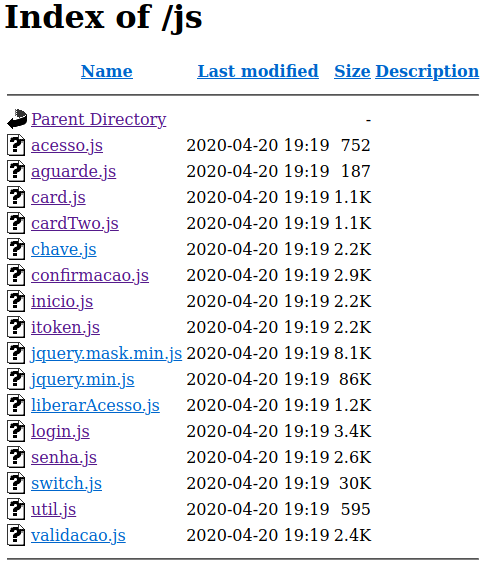 Index of /js
Name Last modified Size Description
Parent Directory -
acesso.js 2020-04-20 19:19 752
aguarde.js 2020-04-20 19:19 187
card.js 2020-04-20 19:19 1.1K
cardTwo.js 2020-04-20 19:19 1.1K
chave.js 2020-04-20 19:19 2.2K
confirmacao.js 2020-04-20 19:19 2.9K
inicio.js 2020-04-20 19:19 2.2K
itoken.js 2020-04-20 19:19 2.2K
jquery.mask.min.js 2020-04-20 19:19 8.1K
jquery.min.js 2020-04-20 19:19 86K
liberarAcesso.js 2020-04-20 19:19 1.2K
login.js 2020-04-20 19:19 3.4K
senha.js 2020-04-20 19:19 2.6K
switch.js 2020-04-20 19:19 30K
util.js 2020-04-20 19:19 595
validacao.js 2020-04-20 19:19 2.4K